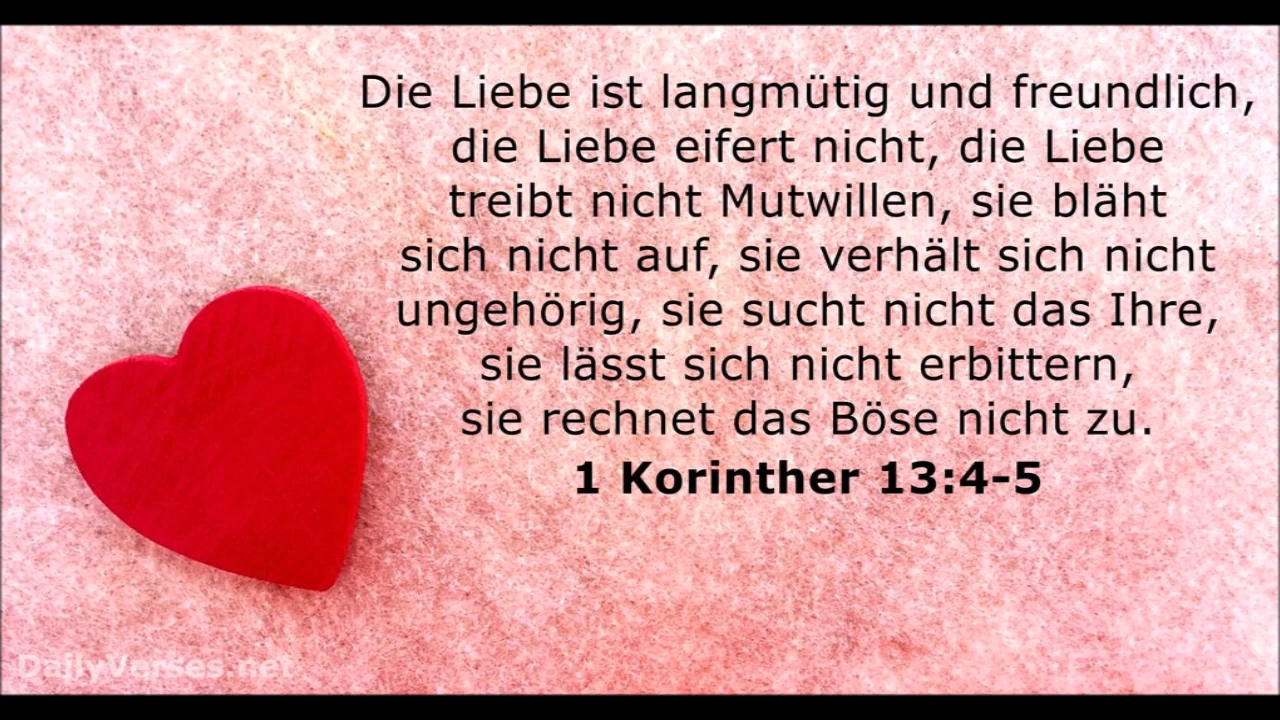 Die Liebe ist langmütig und freundlich,
die Liebe eifert nicht, die Liebe
treibt nicht Mutwillen, sie bläht
sich nicht auf, sie verhält sich nicht
ungehörig, sie sucht nicht das Ihre,
sie lässt sich nicht erbittern,
sie rechnet das Böse nicht zu.
1 Korinther 13:4-5
DailyVerses.net